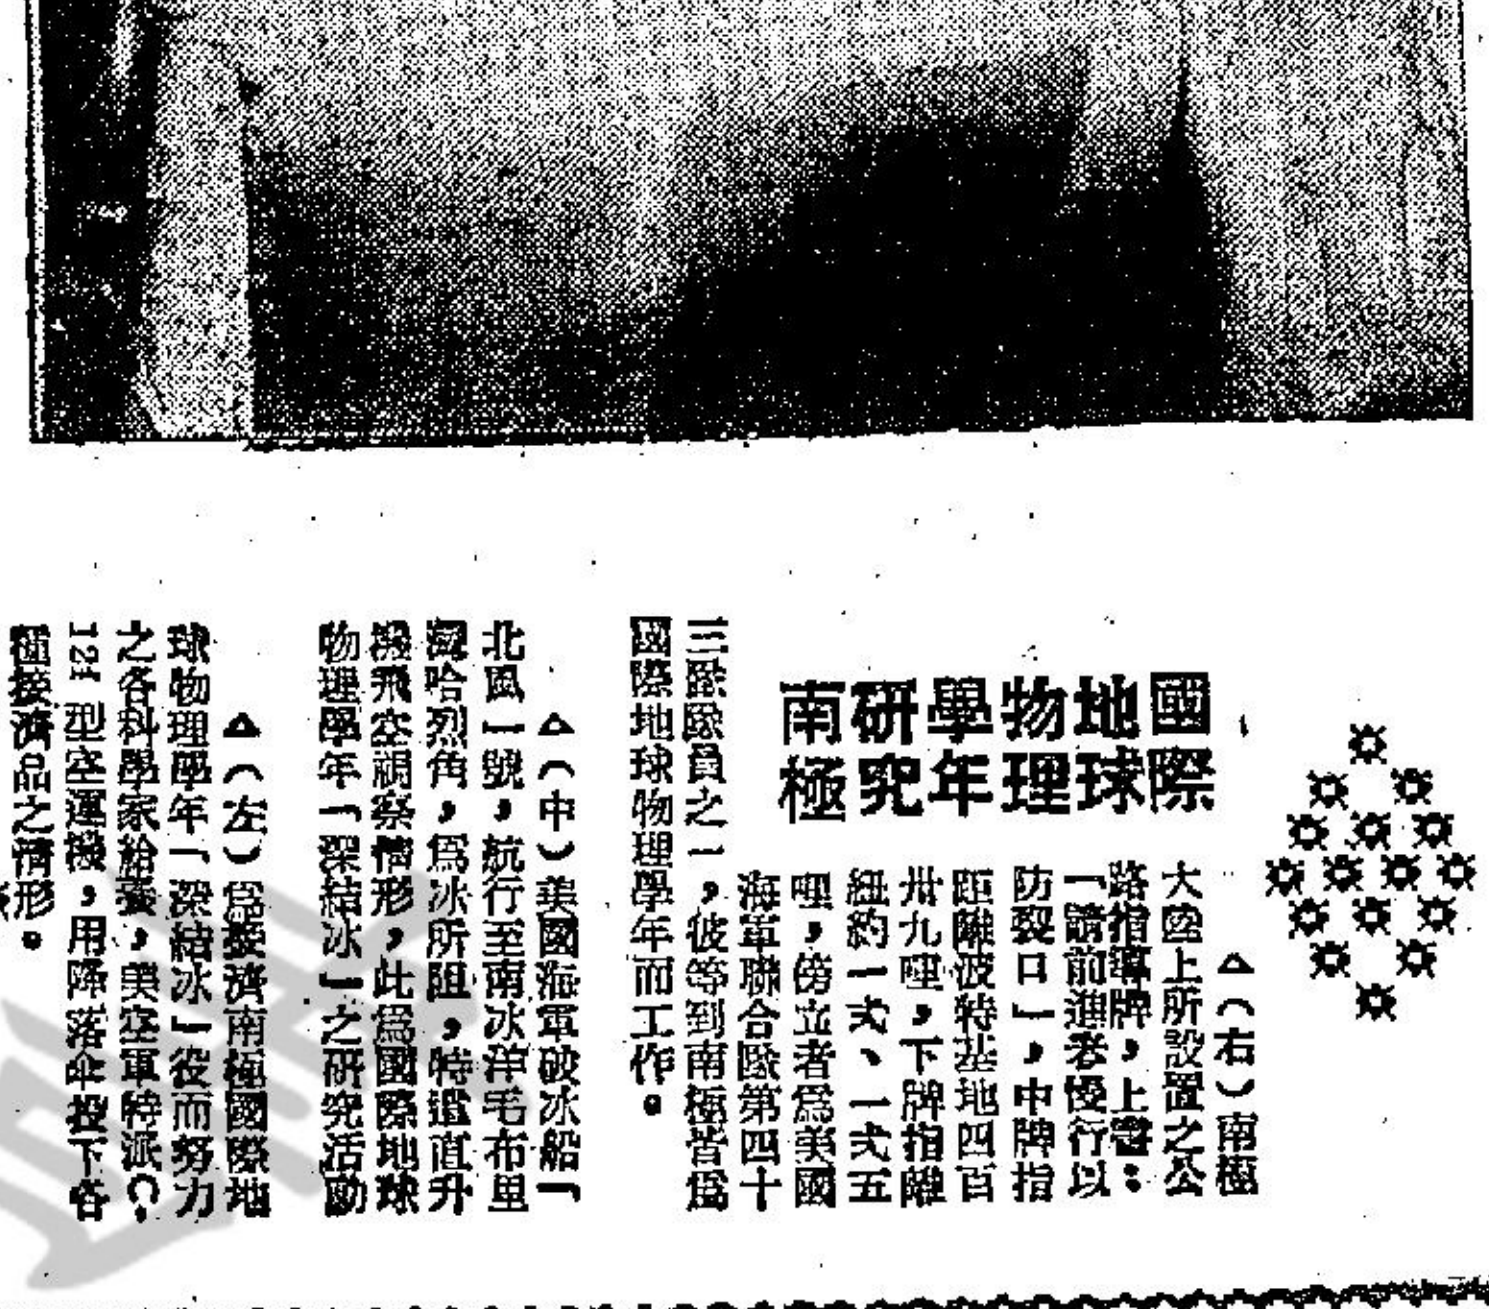 國際
地球
物理
學年
研究
南極
△(右)南極
大陸上所設置之公
路指導牌,上書:
「請前進老慢行以
防裂口」,中牌指
距離波特基地四百
卅九哩,下牌指離
紐約一弍、一弍五
哩,傍立者爲美國
海軍聯合隊第四十
三隊隊員之一,彼等到南極皆爲
國際地球物理學年而工作。
△(中)美國海軍破冰船「
北風一號,航行至南冰洋毛布里
灣哈烈角,爲冰所阻,特遣直升
機飛空視察情形,此爲國際地球
物理學年「深結冰」之研究活動
△(左)爲接濟南極國際地
球物理學年「深結冰」役而努力
之各科學家給養,美空軍特派C.
124型空運機,用降落傘投下各
種接濟品之情形。